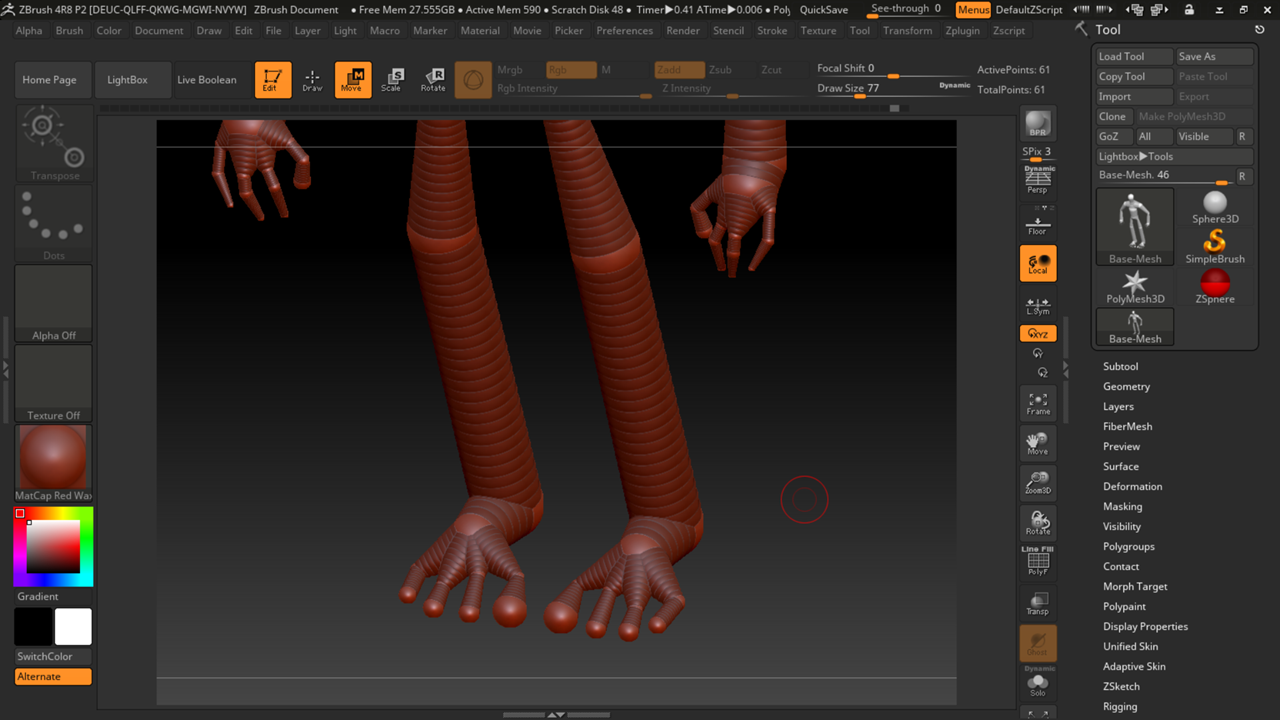 ZBrush 4R8 P2 [DEUC-QLFF-QKWG-MGWI-NVYW] ZBrush Document • Free Mem 27.555GB • Active Mem 590 • Scratch Disk 48 • Timer▶0.41 ATime▶0.006 • Pol QuickSave See-through 0 Menus DefaultZScript
Alpha Brush Color Document Draw Edit File Layer Light Macro Marker Material Movie Picker Preferences Render Stencil Stroke Texture Tool Transform Zplugin Zscript
Home Page LightBox Live Boolean Edit Draw Move Scale Rotate
Mrgb Rgb M Zadd Zsub Zcut
Rgb Intensity Z Intensity
Focal Shift 0
Draw Size 77 Dynamic
ActivePoints: 61
TotalPoints: 61
Transpose
Dots
Alpha Off
Texture Off
MatCap Red Wax
Gradient
SwitchColor
Alternate
BPR
SPix 3
Dynamic
Persp
Floor
Local
L.Sym
XYZ
Y
Z
Frame
Move
Zoom3D
Rotate
Line Fill
PolyF
Transp
Ghost
Dynamic
Solo
Tool
Load Tool Save As
Copy Tool Paste Tool
Import Export
Clone Make PolyMesh3D
GoZ All Visible R
Lightbox▶Tools
Base-Mesh. 46 R
Base-Mesh Sphere3D
SimpleBrush
PolyMesh3D ZSphere
Base-Mesh
Subtool
Geometry
Layers
FiberMesh
Preview
Surface
Deformation
Masking
Visibility
Polygroups
Contact
Morph Target
Polypaint
Display Properties
Unified Skin
Adaptive Skin
ZSketch
Rigging